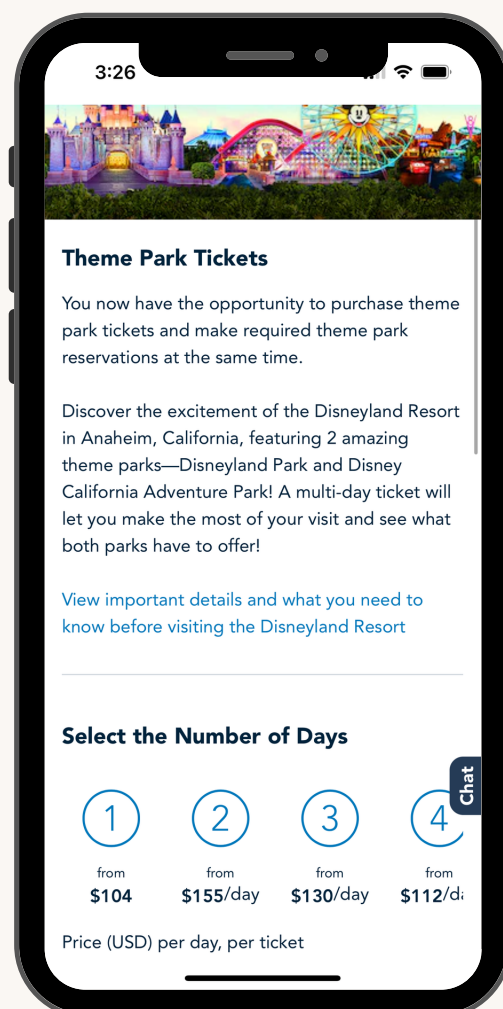 3:26
Theme Park Tickets
You now have the opportunity to purchase theme
park tickets and make required theme park
reservations at the same time.
Discover the excitement of the Disneyland Resort
in Anaheim, California, featuring 2 amazing
theme parks—Disneyland Park and Disney
California Adventure Park! A multi-day ticket will
let you make the most of your visit and see what
both parks have to offer!
View important details and what you need to
know before visiting the Disneyland Resort
Select the Number of Days
Chat
1 2 3 4
from from from from
$104 $155/day $130/day $112/da
Price (USD) per day, per ticket